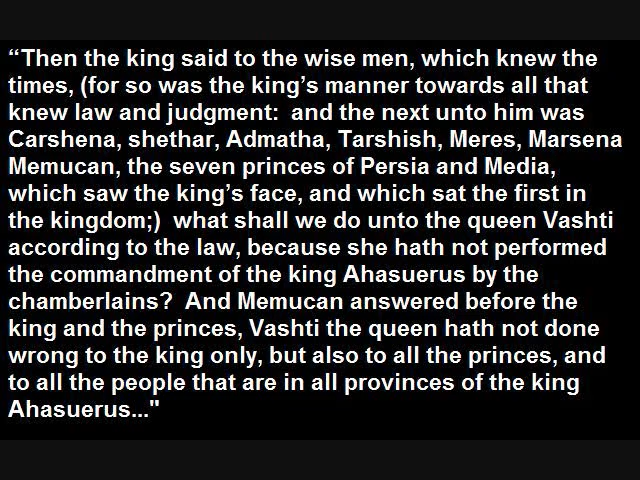 “Then the king said to the wise men, which knew the
times, (for so was the king’s manner towards all that
knew law and judgment:  and the next unto him was
Carshena, shethar, Admatha, Tarshish, Meres, Marsena
Memucan, the seven princes of Persia and Media,
which saw the king’s face, and which sat the first in
the kingdom;)  what shall we do unto the queen Vashti
according to the law, because she hath not performed
the commandment of the king Ahasuerus by the
chamberlains?  And Memucan answered before the
king and the princes, Vashti the queen hath not done
wrong to the king only, but also to all the princes, and
to all the people that are in all provinces of the king
Ahasuerus..."